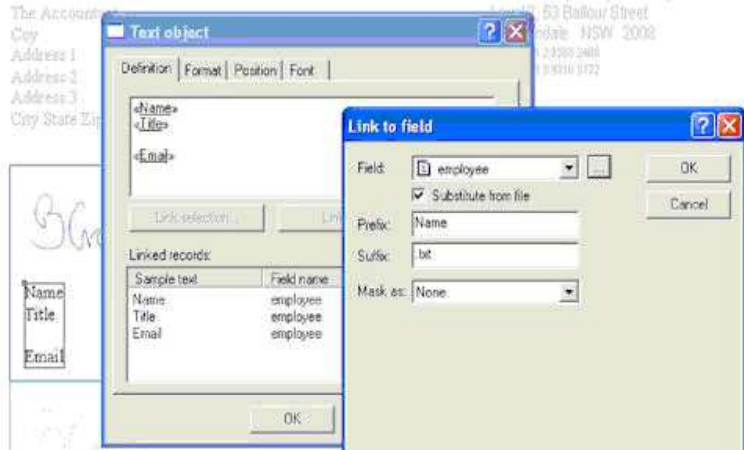 The Accountant
Coy
Address 1
Address 2
Address 3
City State Zip
53 Balfour Street
NSW 2008
Text object
Definition
Format
Position
Font
«Name»
«Title»
«Email»
Link selection...
Linked records:
Sample text Field name
Name employee
Title employee
Email employee
OK
Link to field
Field: employee ...
Substitute from file
Prefix: Name
Suffix: .txt
Mask as: None
OK
Cancel
Name
Title
Email